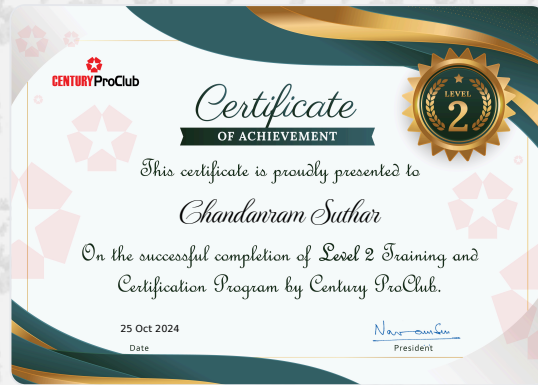 CENTURY ProClub
LEVEL
2
Certificate
OF ACHIEVEMENT
This certificate is proudly presented to
Chandanram Suthar
On the successful completion of Level 2 Training and
Certification Program by Century ProClub.
25 Oct 2024
Date
President